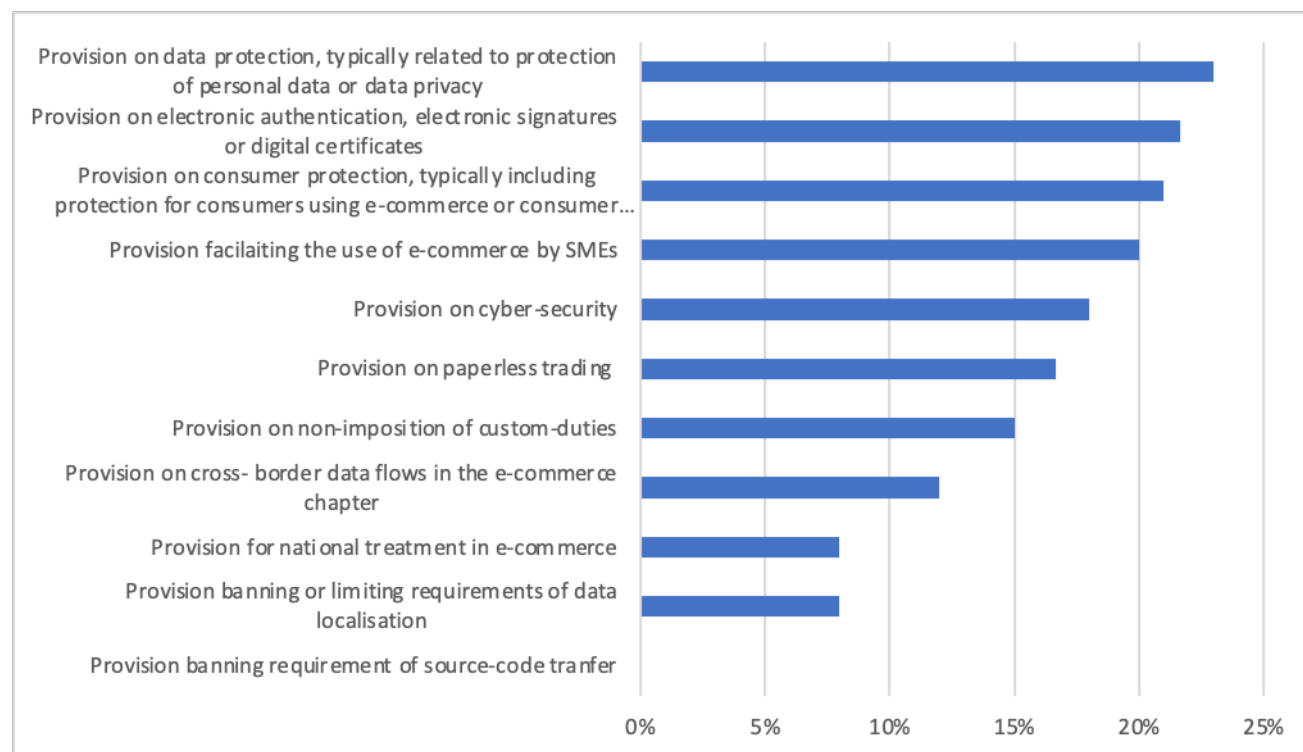 Provision on data protection, typically related to protection
of personal data or data privacy
Provision on electronic authentication, electronic signatures
or digital certificates
Provision on consumer protection, typically including
protection for consumers using e-commerce or consumer...
Provision facilaiting the use of e-commerce by SMEs
Provision on cyber-security
Provision on paperless trading
Provision on non-imposition of custom-duties
Provision on cross- border data flows in the e-commerce
chapter
Provision for national treatment in e-commerce
Provision banning or limiting requirements of data
localisation
Provision banning requirement of source-code tranfer
0% 5% 10% 15% 20% 25%